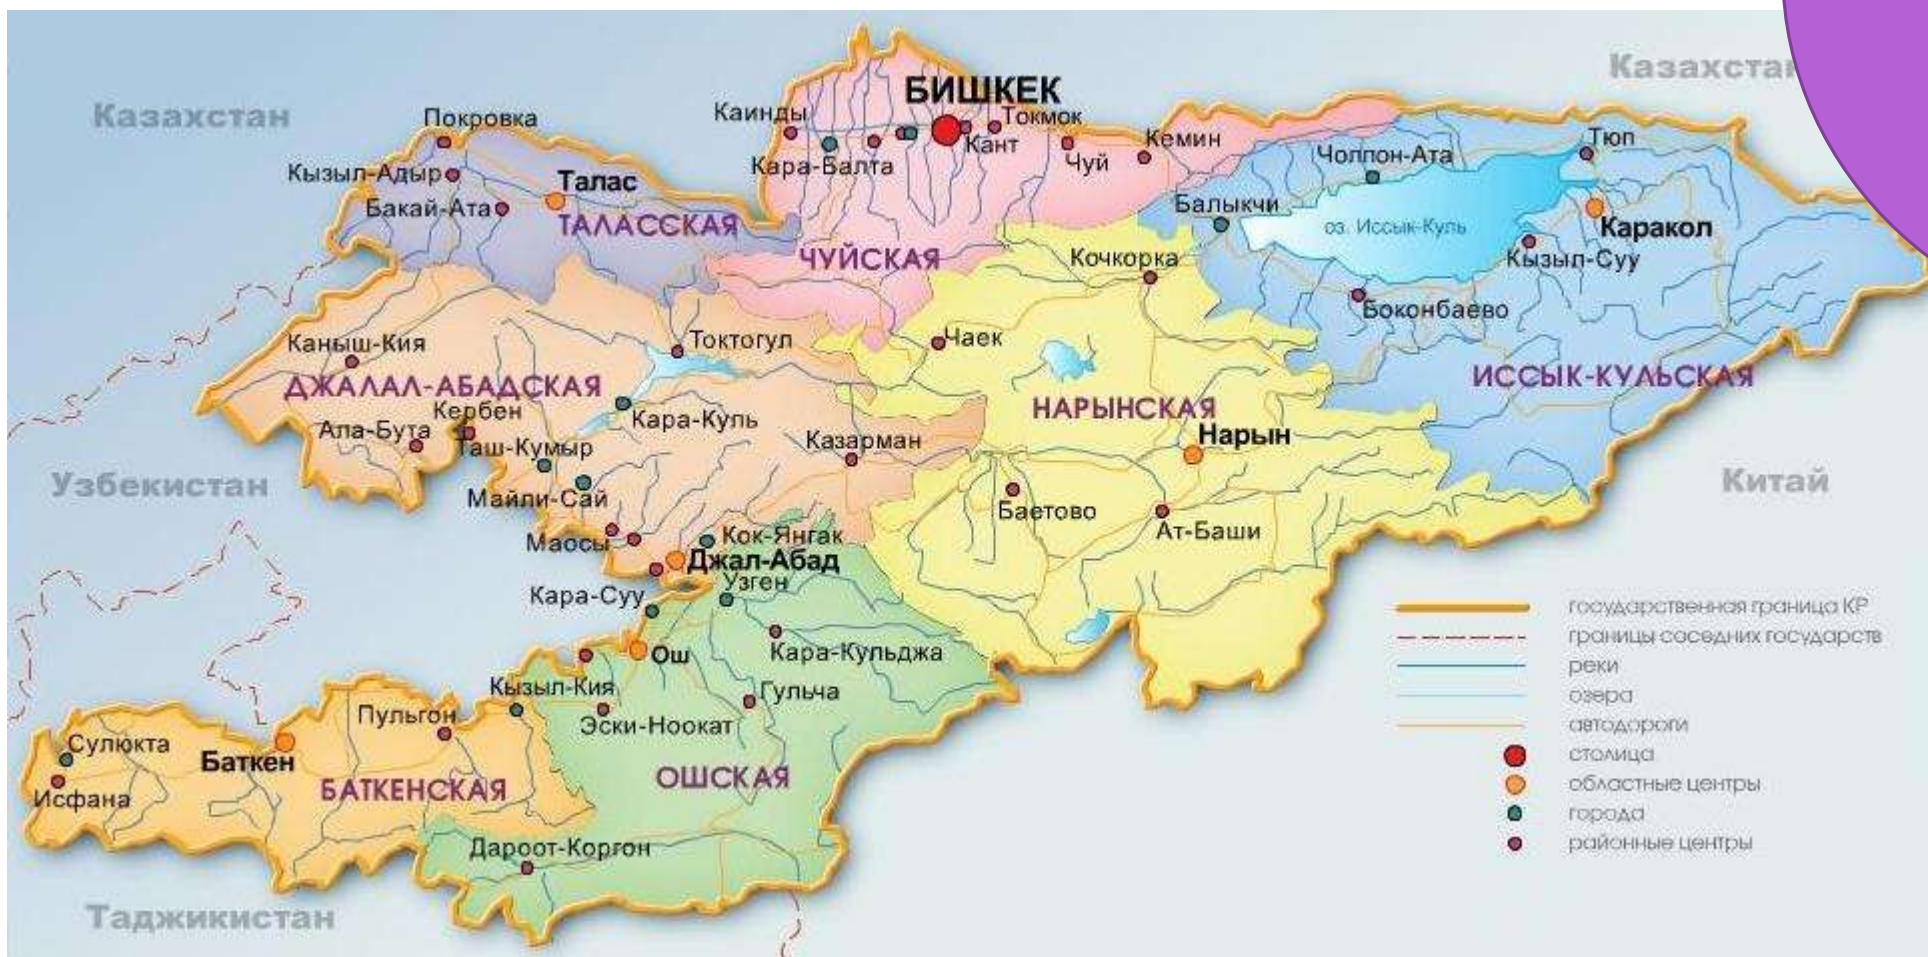 Казахстан
Казахстан
БИШКЕК
Покровка
Каинды
Токмок
Кант
Кара-Балта
Чуй
Кемин
Тюп
Чолпон-Ата
Кызыл-Адыр
Талас
Бакай-Ата
ТАЛАССКАЯ
Балыкчи
оз. Иссык-Куль
Каракол
ЧУЙСКАЯ
Кочкорка
Кызыл-Суу
Боконбаево
Каныш-Кия
Токтогул
Чаек
ДЖАЛАЛ-АБАДСКАЯ
ИССЫК-КУЛЬСКАЯ
Кербен
Кара-Куль
НАРЫНСКАЯ
Ала-Бута
Таш-Кумыр
Казарман
Нарын
Узбекистан
Китай
Майли-Сай
Баетово
Ат-Баши
Маосы
Кок-Янгак
Джал-Абад
Узген
Кара-Суу
Ош
Кара-Кульджа
Кызыл-Кия
Гульча
Пульгон
Эски-Ноокат
Сулюкта
Баткен
ОШСКАЯ
БАТКЕНСКАЯ
Исфана
Дароот-Коргон
Таджикистан
государственная граница КР
границы соседних государств
реки
озера
автодороги
столица
областные центры
города
районные центры